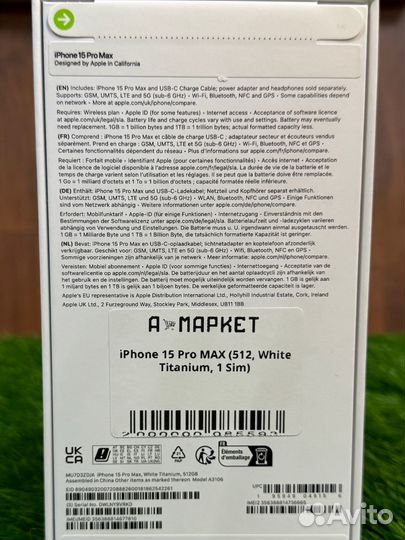 iPhone 15 Pro Max
Designed by Apple in California
(EN) Includes: iPhone 15 Pro Max and USB-C Charge Cable; power adapter and headphones sold separately.
Supports: GSM, UMTS, LTE and 5G (sub-6 GHz) • Wi-Fi, Bluetooth, NFC and GPS • Some capabilities depend
on market. More at apple.com/uk/iphone/compare.
Requires: Wireless plan • Apple ID (for some features) • Internet access • Acceptance of software licence
at apple.com/legal/sla. Battery life and charge cycles vary with use and settings. Battery may eventually
need replacement. 1GB = 1 billion bytes and 1TB = 1 trillion bytes; actual formatted capacity less.
(FR) Comprend : iPhone 15 Pro Max et câble de charge USB-C ; adaptateur secteur et écouteurs vendus
séparément. Prend en charge : GSM, UMTS, LTE et 5G (sub-6 GHz) • Wi-Fi, Bluetooth, NFC et GPS •
Certaines fonctionnalités dépendent du réseau. Plus d'informations sur apple.com/fr/iphone/compare.
Requiert : Forfait mobile • Identifiant Apple (pour certaines fonctionnalités) • Accès Internet • Acceptation
de la licence de logiciel disponible à l'adresse apple.com/fr/legal/sla. La durée de vie de la batterie et le
temps de charge varient selon l'utilisation et les réglages. Il se peut que la batterie doive être remplacée.
1 Go = 1 milliard d'octets et 1 To = 1 billion d'octets ; capacité formatée réelle inférieure.
(DE) Enthält: iPhone 15 Pro Max und USB-C-Ladekabel; Netzteil und Kopfhörer separat erhältlich.
Unterstützt: GSM, UMTS, LTE und 5G (sub-6 GHz) • WLAN, Bluetooth, NFC und GPS • Einige Funktionen
sind vom Netzwerk abhängig. Weitere Informationen unter apple.com/de/iphone/compare.
Erfordert: Mobilfunktarif • Apple-ID (für einige Funktionen) • Internetzugang • Einverständnis mit den
Bestimmungen der Softwarelizenz unter apple.com/de/legal/sla. Batterielaufzeit und -ladezyklen variieren
abhängig von Verwendung und Einstellungen. Die Batterie muss u. U. irgendwann einmal ausgetauscht werden.
1 GB = 1 Milliarde Byte und 1 TB = 1 Billion Byte; die tatsächlich formatierte Kapazität ist geringer.
(NL) Bevat: iPhone 15 Pro Max en USB-C-oplaadkabel; lichtnetadapter en koptelefoon afzonderlijk
verkrijgbaar. Geschikt voor: GSM, UMTS, LTE en 5G (sub-6 GHz) • Wifi, Bluetooth, NFC en GPS •
Sommige voorzieningen zijn afhankelijk van je netwerk. Meer informatie op apple.com/nl/iphone/compare.
Vereisten: Mobiel abonnement • Apple ID (voor sommige functies) • Internettoegang • Acceptatie van de
softwarelicentie op apple.com/nl/legal/sla. De batterijduur en het aantal oplaadcycli zijn afhankelijk van
het gebruik en de instellingen. De batterij moet mogelijk uiteindelijk worden vervangen. 1 GB is gelijk aan
1 miljard bytes en 1 TB is gelijk aan 1 biljoen bytes. De werkelijke geformatteerde capaciteit is lager.
Apple's EU representative is Apple Distribution International Ltd., Hollyhill Industrial Estate, Cork, Ireland
Apple UK Ltd., 2 Furzeground Way, Stockley Park, Middlesex, UB11 1BB
А МАРКЕТ
iPhone 15 Pro MAX (512, White
Titanium, 1 Sim)
2000000085593
UK
CA
FR
Éléments
d'emballage
MU7D3ZD/A iPhone 15 Pro Max, White Titanium, 512GB
Assembled in China Other items as marked thereon Model A3106
UPC
IMEI/MEID 356388814677610
Avito